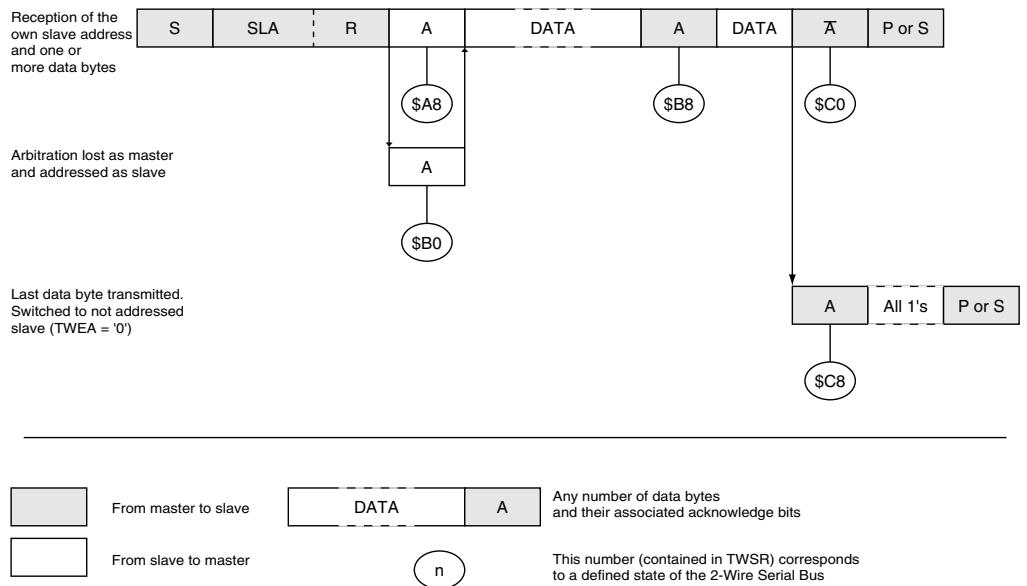 Reception of the
own slave address
and one or
more data bytes
S SLA R A DATA A DATA A̅ P or S
$A8 $B8 $C0
Arbitration lost as master
and addressed as slave
A
$B0
Last data byte transmitted.
Switched to not addressed
slave (TWEA = '0')
A All 1's P or S
$C8
From master to slave
DATA A
Any number of data bytes
and their associated acknowledge bits
From slave to master
n
This number (contained in TWSR) corresponds
to a defined state of the 2-Wire Serial Bus